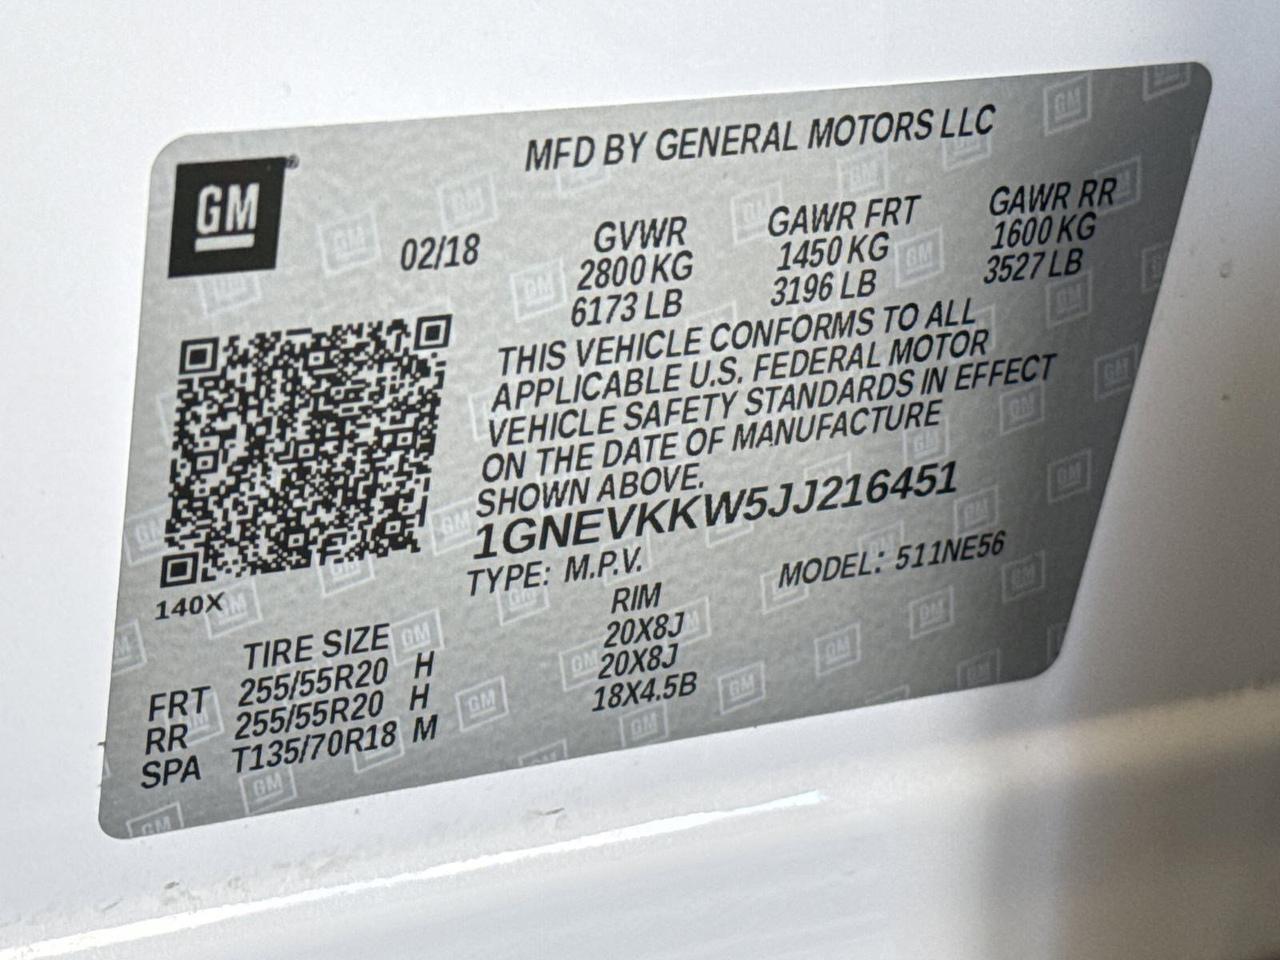 MFD BY GENERAL MOTORS LLC
GM®
02/18
GVWR GAWR FRT GAWR RR
2800 KG 1450 KG 1600 KG
6173 LB 3196 LB 3527 LB
THIS VEHICLE CONFORMS TO ALL
APPLICABLE U.S. FEDERAL MOTOR
VEHICLE SAFETY STANDARDS IN EFFECT
ON THE DATE OF MANUFACTURE
SHOWN ABOVE.
1GNEVKKW5JJ216451
TYPE: M.P.V. MODEL: 511NE56
140X
TIRE SIZE RIM
FRT 255/55R20 H 20X8J
RR 255/55R20 H 20X8J
SPA T135/70R18 M 18X4.5B